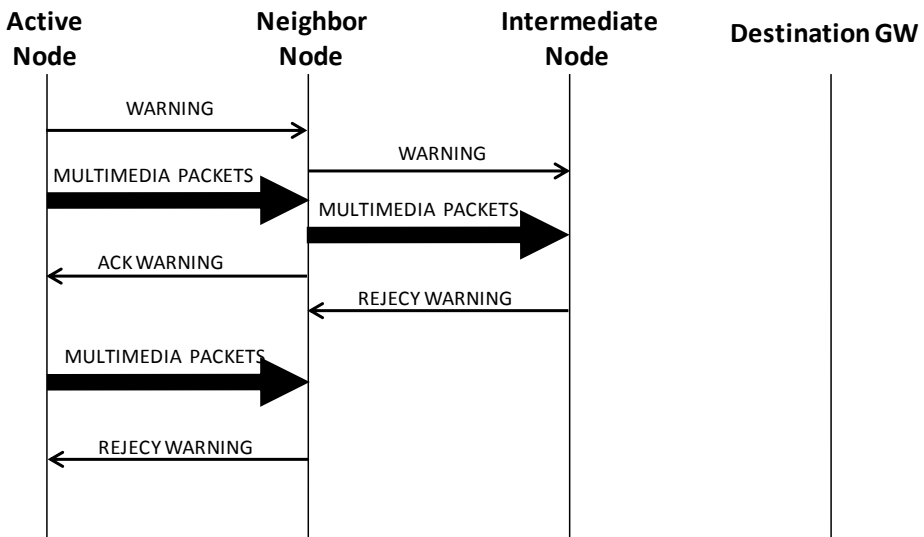 Active
Node
Neighbor
Node
Intermediate
Node
Destination GW
WARNING
WARNING
MULTIMEDIA PACKETS
MULTIMEDIA PACKETS
ACK WARNING
REJECY WARNING
MULTIMEDIA PACKETS
REJECY WARNING